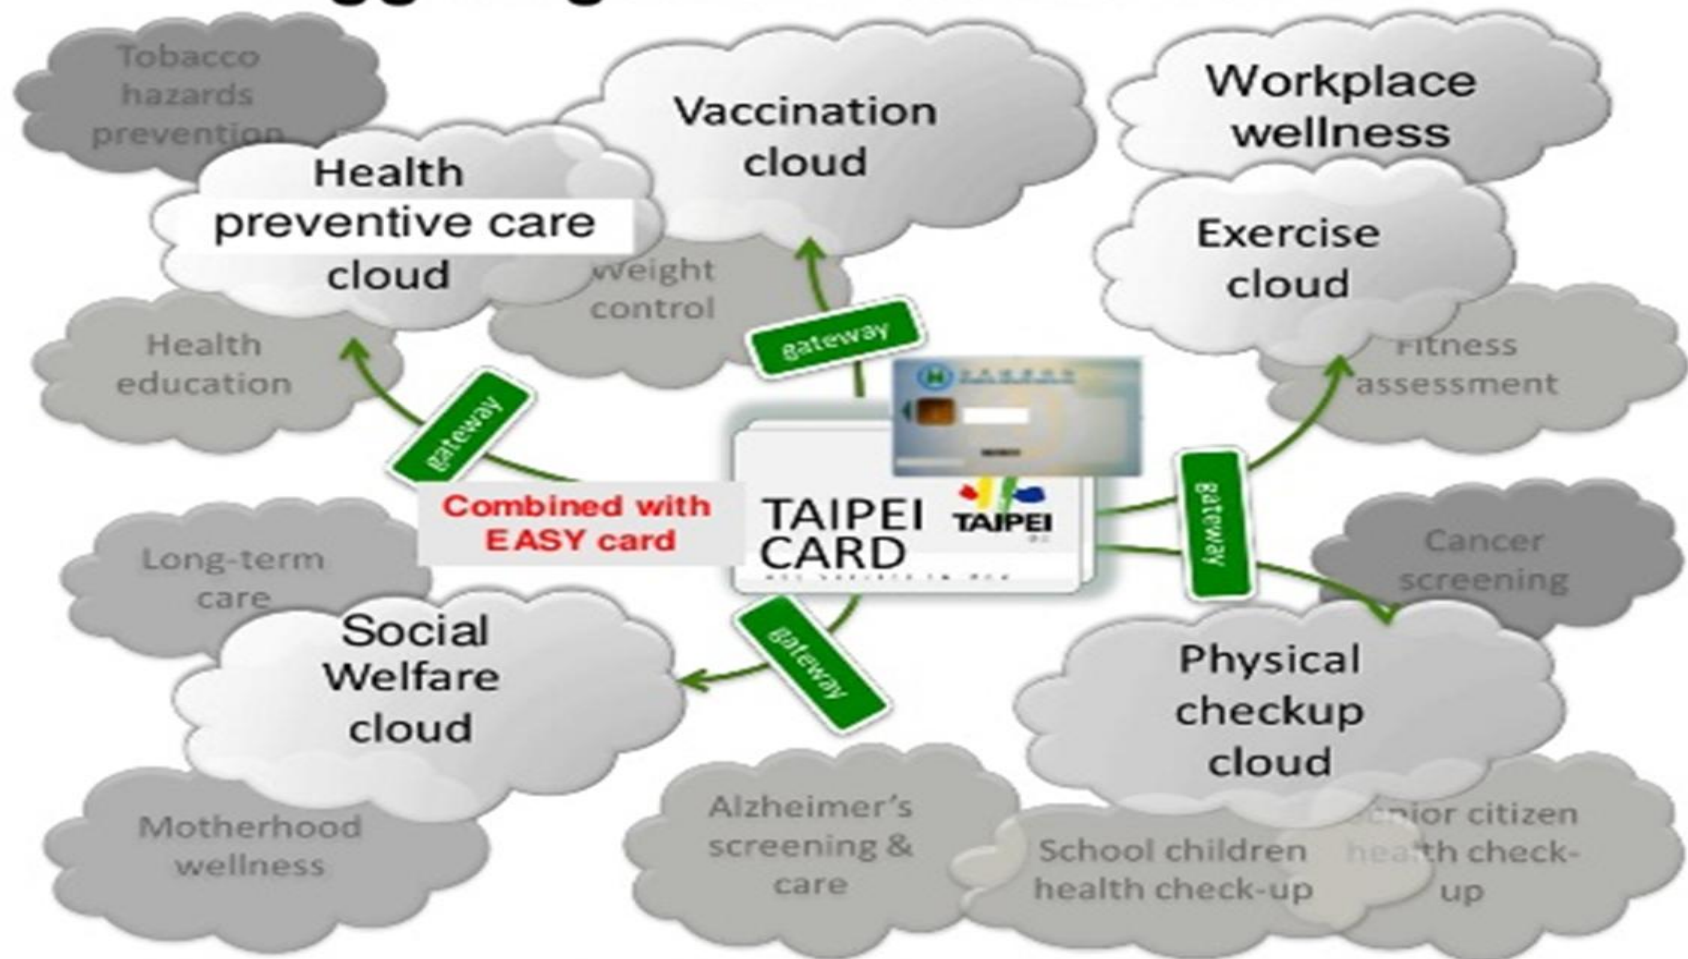 Tobacco
hazards
prevention
Health
preventive care
cloud
Vaccination
cloud
Workplace
wellness
Exercise
cloud
Weight
control
Health
education
Fitness
assessment
gateway
gateway
gateway
gateway
Combined with
EASY card
TAIPEI
CARD
TAIPEI
Long-term
care
Cancer
screening
Social
Welfare
cloud
Physical
checkup
cloud
Motherhood
wellness
Alzheimer's
screening &
care
School children
health check-up
Senior citizen
health check-
up